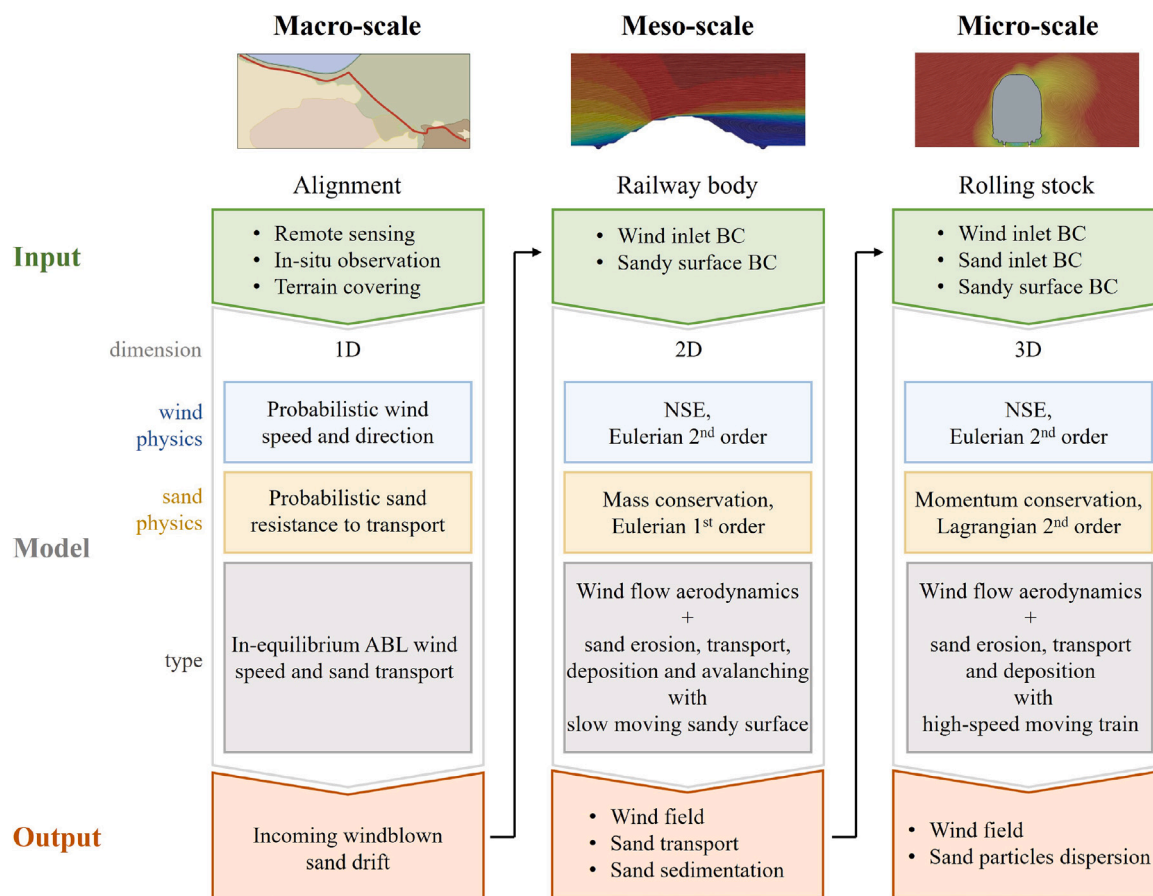 Macro-scale
Meso-scale
Micro-scale
Alignment
Railway body
Rolling stock
Input
• Remote sensing
• In-situ observation
• Terrain covering
• Wind inlet BC
• Sandy surface BC
• Wind inlet BC
• Sand inlet BC
• Sandy surface BC
Model
dimension
1D
2D
3D
wind
physics
Probabilistic wind
speed and direction
NSE,
Eulerian 2nd order
NSE,
Eulerian 2nd order
sand
physics
Probabilistic sand
resistance to transport
Mass conservation,
Eulerian 1st order
Momentum conservation,
Lagrangian 2nd order
type
In-equilibrium ABL wind
speed and sand transport
Wind flow aerodynamics
+
sand erosion, transport,
deposition and avalanching
with
slow moving sandy surface
Wind flow aerodynamics
+
sand erosion, transport
and deposition
with
high-speed moving train
Output
Incoming windblown
sand drift
• Wind field
• Sand transport
• Sand sedimentation
• Wind field
• Sand particles dispersion